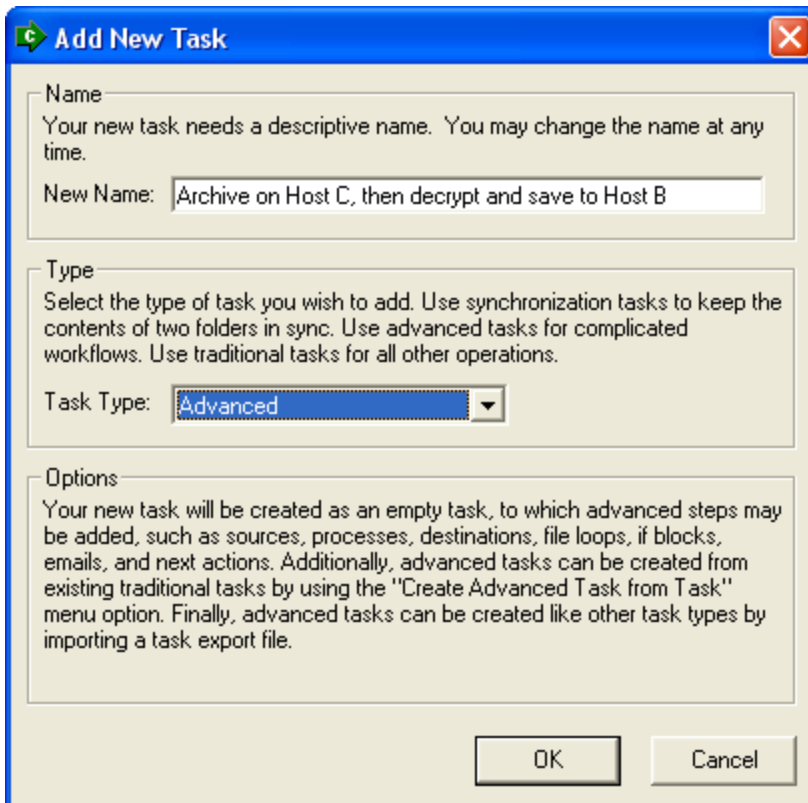 C Add New Task
Name
Your new task needs a descriptive name.  You may change the name at any
time.
New Name: Archive on Host C, then decrypt and save to Host B
Type
Select the type of task you wish to add. Use synchronization tasks to keep the
contents of two folders in sync. Use advanced tasks for complicated
workflows. Use traditional tasks for all other operations.
Task Type: Advanced
Options
Your new task will be created as an empty task, to which advanced steps may
be added, such as sources, processes, destinations, file loops, if blocks,
emails, and next actions. Additionally, advanced tasks can be created from
existing traditional tasks by using the "Create Advanced Task from Task"
menu option. Finally, advanced tasks can be created like other task types by
importing a task export file.
OK Cancel